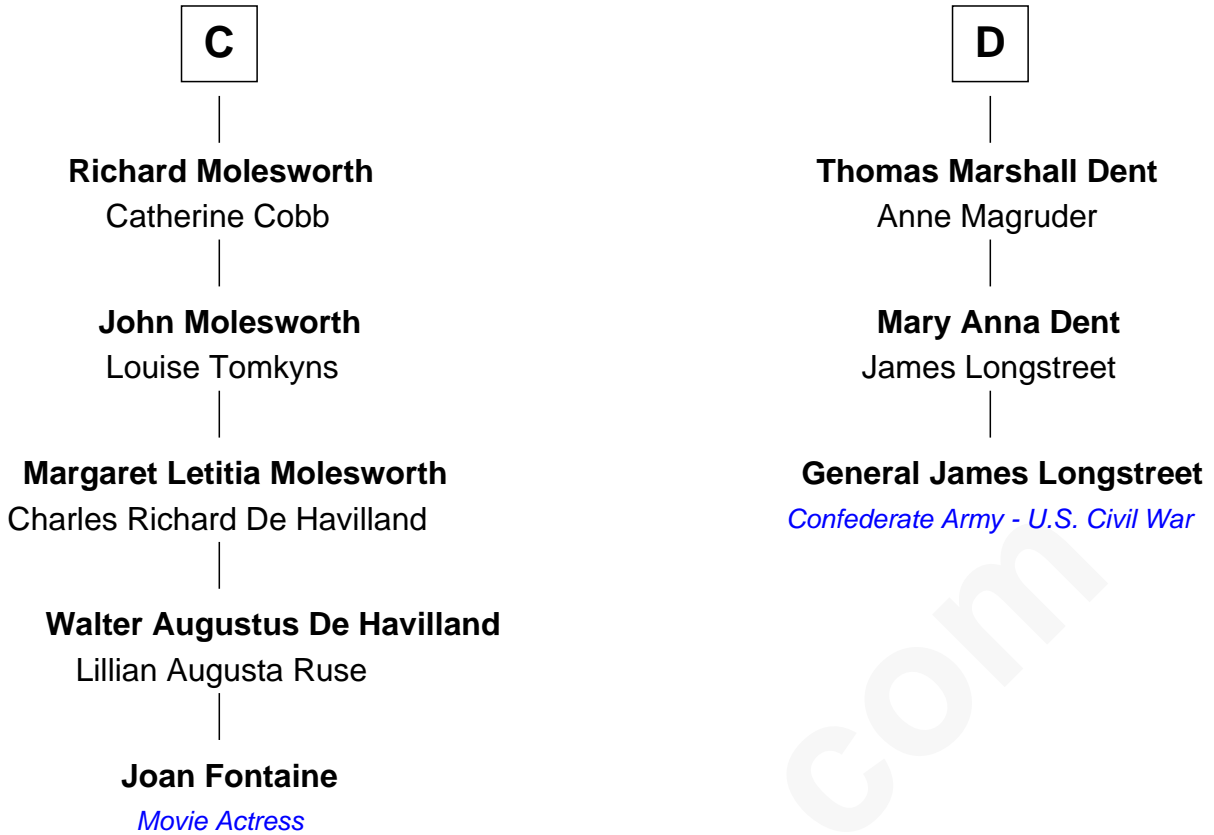 C
Richard Molesworth
Catherine Cobb
John Molesworth
Louise Tomkyns
Margaret Letitia Molesworth
Charles Richard De Havilland
Walter Augustus De Havilland
Lillian Augusta Ruse
Joan Fontaine
Movie Actress
D
Thomas Marshall Dent
Anne Magruder
Mary Anna Dent
James Longstreet
General James Longstreet
Confederate Army - U.S. Civil War
com